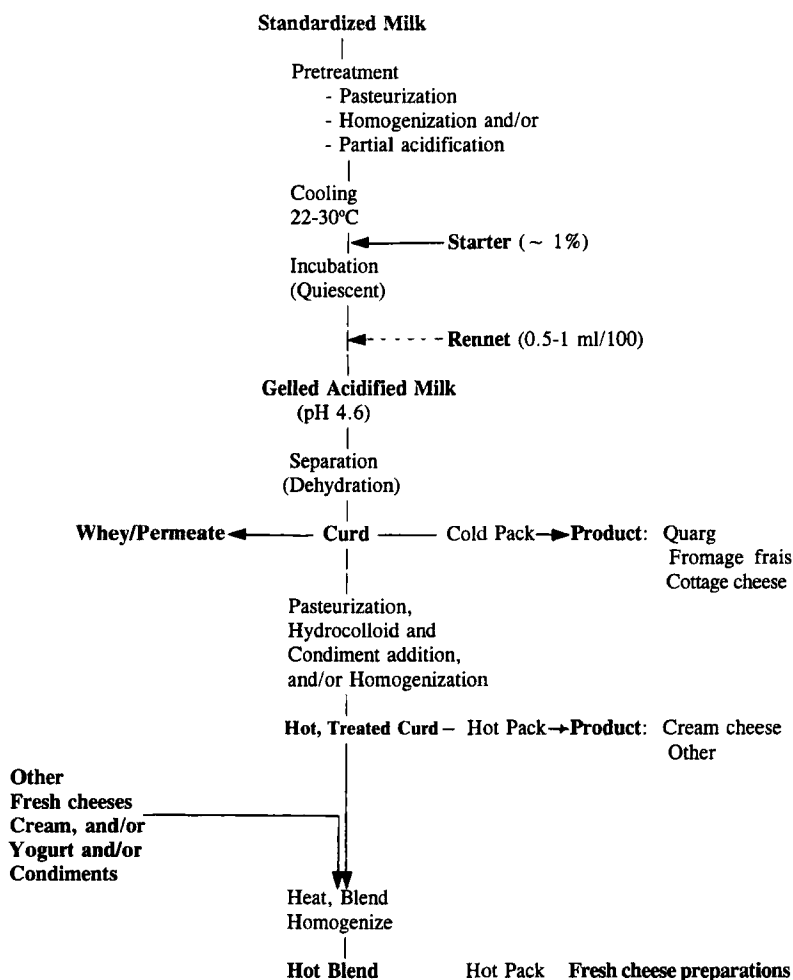 Standardized Milk
Pretreatment
- Pasteurization
- Homogenization and/or
- Partial acidification
Cooling
22-30ºC
Starter (~ 1%)
Incubation
(Quiescent)
Rennet (0.5-1 ml/100)
Gelled Acidified Milk
(pH 4.6)
Separation
(Dehydration)
Whey/Permeate Curd Cold Pack Product: Quarg
Fromage frais
Cottage cheese
Pasteurization,
Hydrocolloid and
Condiment addition,
and/or Homogenization
Hot, Treated Curd – Hot Pack Product: Cream cheese
Other
Other
Fresh cheeses
Cream, and/or
Yogurt and/or
Condiments
Heat, Blend
Homogenize
Hot Blend Hot Pack Fresh cheese preparations